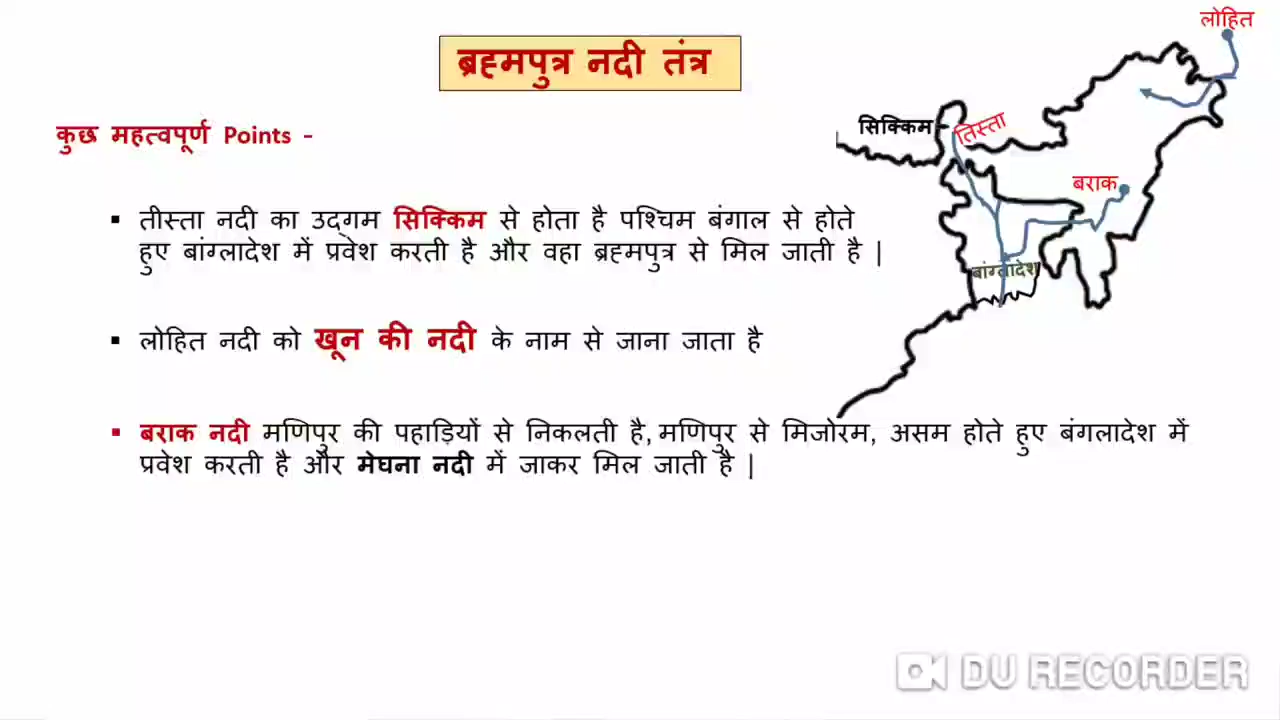 लोहित
ब्रह्मपुत्र नदी तंत्र
सिक्किम -
तिस्ता
कुछ महत्वपूर्ण Points -
बराक
▪ तीस्ता नदी का उद्गम सिक्किम से होता है पश्चिम बंगाल से होते
हुए बांग्लादेश में प्रवेश करती है और वहा ब्रह्मपुत्र से मिल जाती है |
बांग्लादेश
▪ लोहित नदी को खून की नदी के नाम से जाना जाता है
▪ बराक नदी मणिपुर की पहाड़ियों से निकलती है, मणिपुर से मिजोरम, असम होते हुए बंगलादेश में
प्रवेश करती है और मेघना नदी में जाकर मिल जाती है |
DU RECORDER